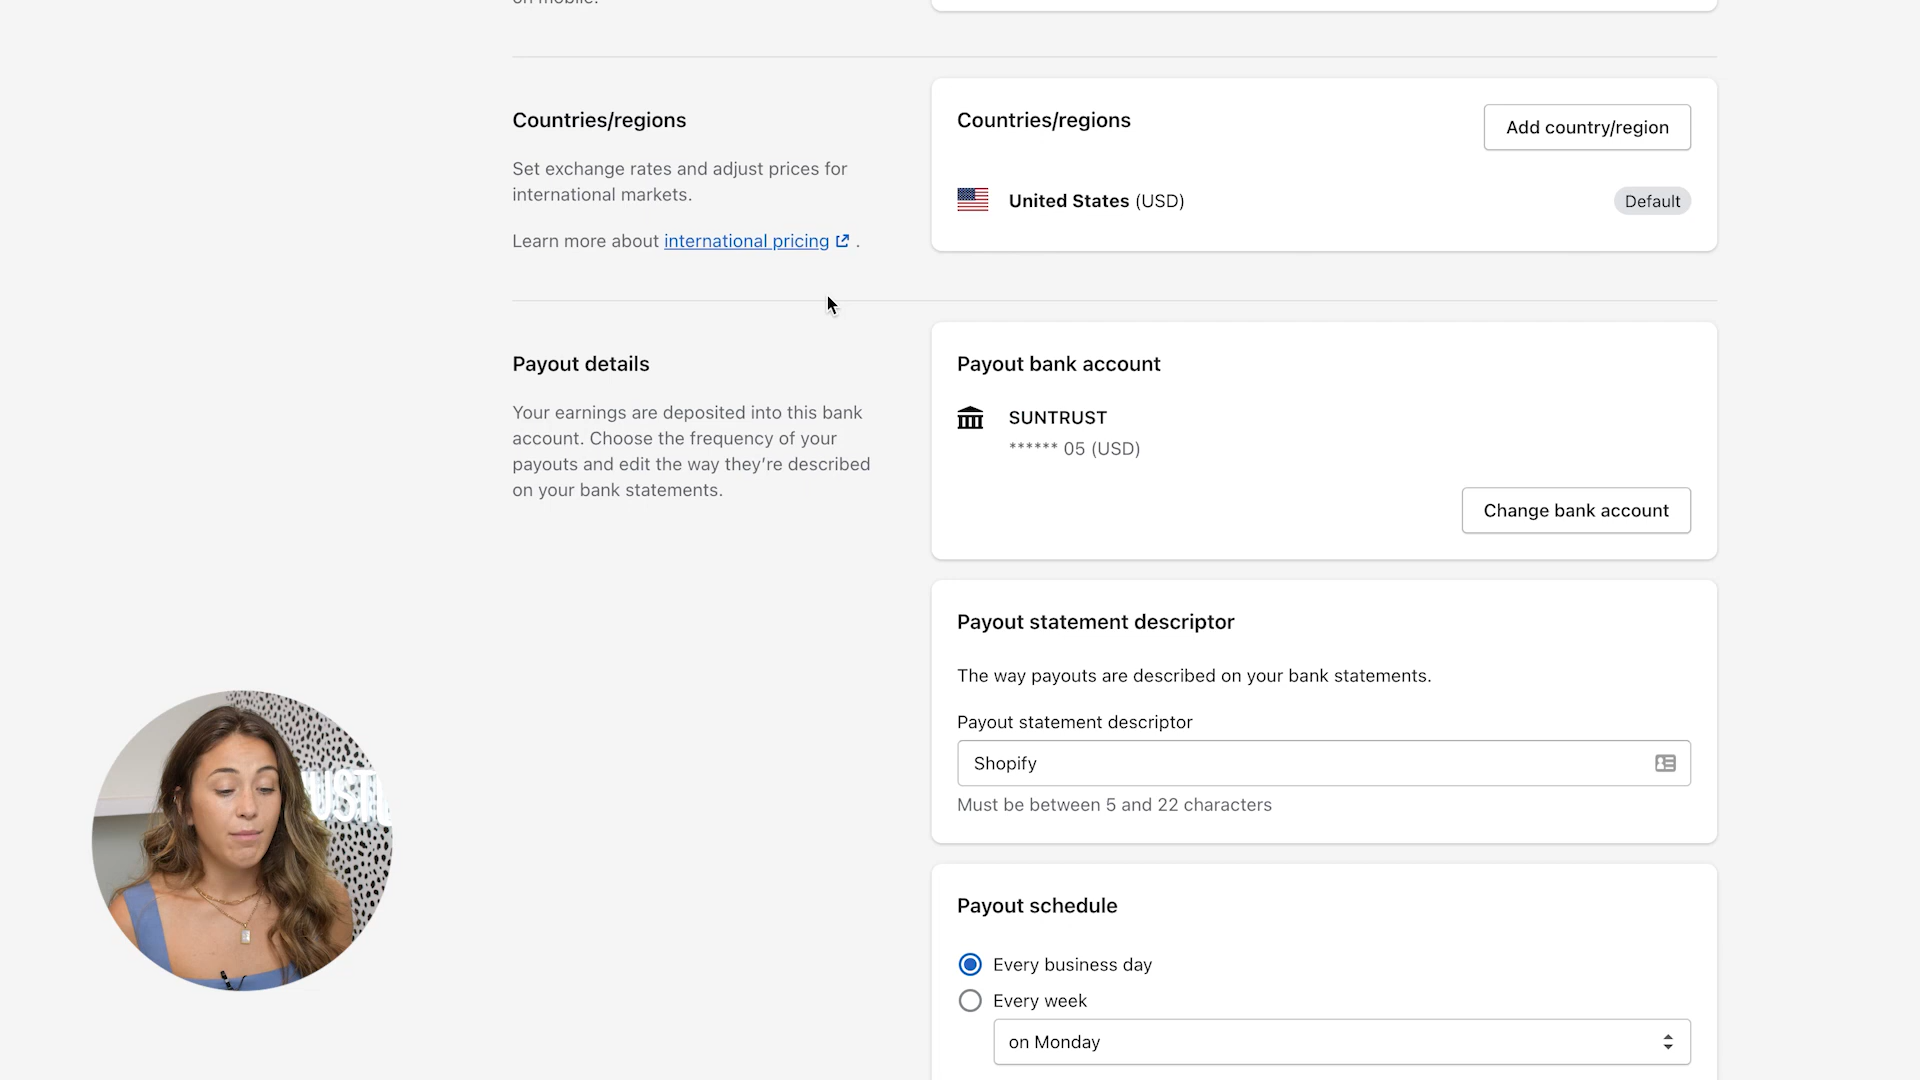 Countries/regions
Set exchange rates and adjust prices for
international markets.
Learn more about international pricing .
Countries/regions
Add country/region
United States (USD)
Default
Payout details
Your earnings are deposited into this bank
account. Choose the frequency of your
payouts and edit the way they’re described
on your bank statements.
Payout bank account
SUNTRUST
****** 05 (USD)
Change bank account
Payout statement descriptor
The way payouts are described on your bank statements.
Payout statement descriptor
Shopify
Must be between 5 and 22 characters
Payout schedule
Every business day
Every week
on Monday